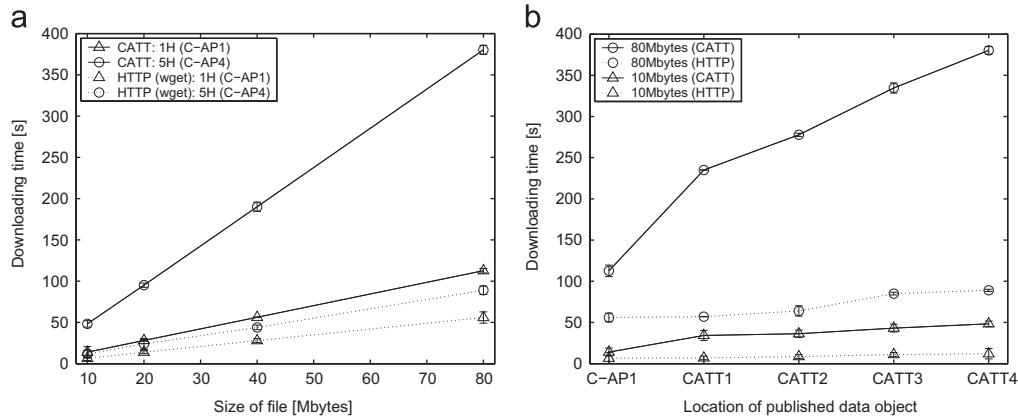 a
400
350
300
250
200
150
100
50
0
Downloading time [s]
CATT: 1H (C-AP1)
CATT: 5H (C-AP4)
HTTP (wget): 1H (C-AP1)
HTTP (wget): 5H (C-AP4)
10 20 30 40 50 60 70 80
Size of file [Mbytes]
b
400
350
300
250
200
150
100
50
0
Downloading time [s]
80Mbytes (CATT)
80Mbytes (HTTP)
10Mbytes (CATT)
10Mbytes (HTTP)
C-AP1 CATT1 CATT2 CATT3 CATT4
Location of published data object